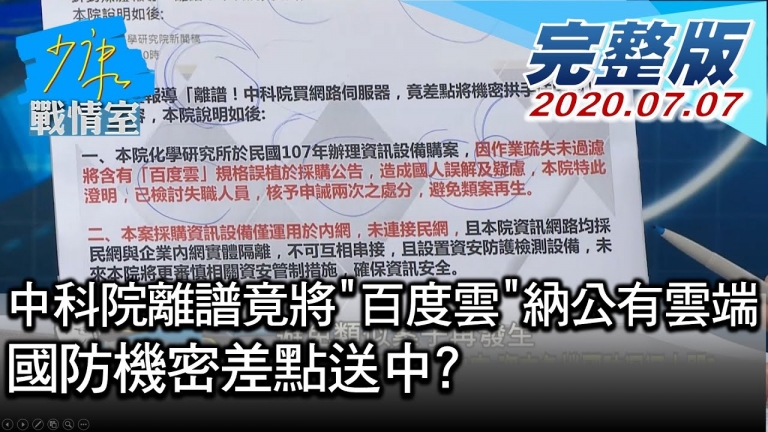 本院說明如後:
學研究院新聞稿
少康
戰情室
完整版
2020.07.07
報導「離譜!中科院買網路伺服器,竟差點將機密拱手
容,本院說明如後:
一、本院化學研究所於民國107年辦理資訊設備購案,因作業疏失未過濾
將含有「百度雲」規格誤植於採購公告,造成國人誤解及疑慮,本院特此
澄明,已檢討失職人員,核予申誡兩次之處分,避免類案再生。
二、本案採購資訊設備僅運用於內網,未連接民網,且本院資訊網路均採
民網與企業內網實體隔離,不可互相串接,且設置資安防護檢測設備,未
來本院將更審慎相關資安管制措施,確保資訊安全。
中科院離譜竟將"百度雲"納公有雲端
國防機密差點送中?